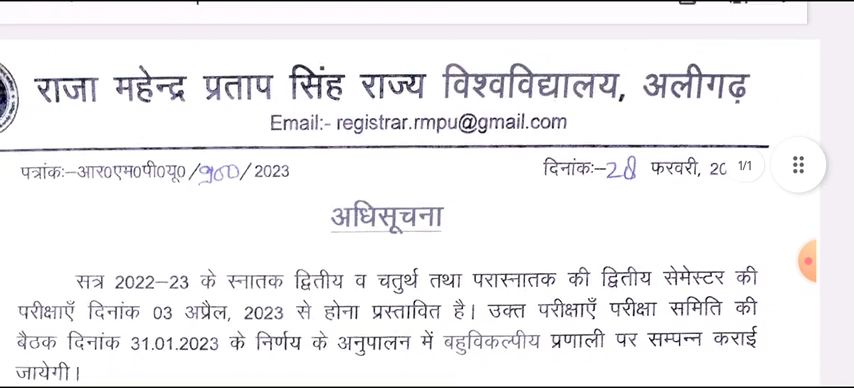 राजा महेन्द्र प्रताप सिंह राज्य विश्वविद्यालय, अलीगढ़
Email:- registrar.rmpu@gmail.com
पत्रांकः–आर0एम0पी0यू0 / / 2023 दिनांकः–28 फरवरी, 20 1/1
अधिसूचना
सत्र 2022–23 के स्नातक द्वितीय व चतुर्थ तथा परास्नातक की द्वितीय सेमेस्टर की
परीक्षाएँ दिनांक 03 अप्रैल, 2023 से होना प्रस्तावित है। उक्त परीक्षाएँ परीक्षा समिति की
बैठक दिनांक 31.01.2023 के निर्णय के अनुपालन में बहुविकल्पीय प्रणाली पर सम्पन्न कराई
जायेगी।